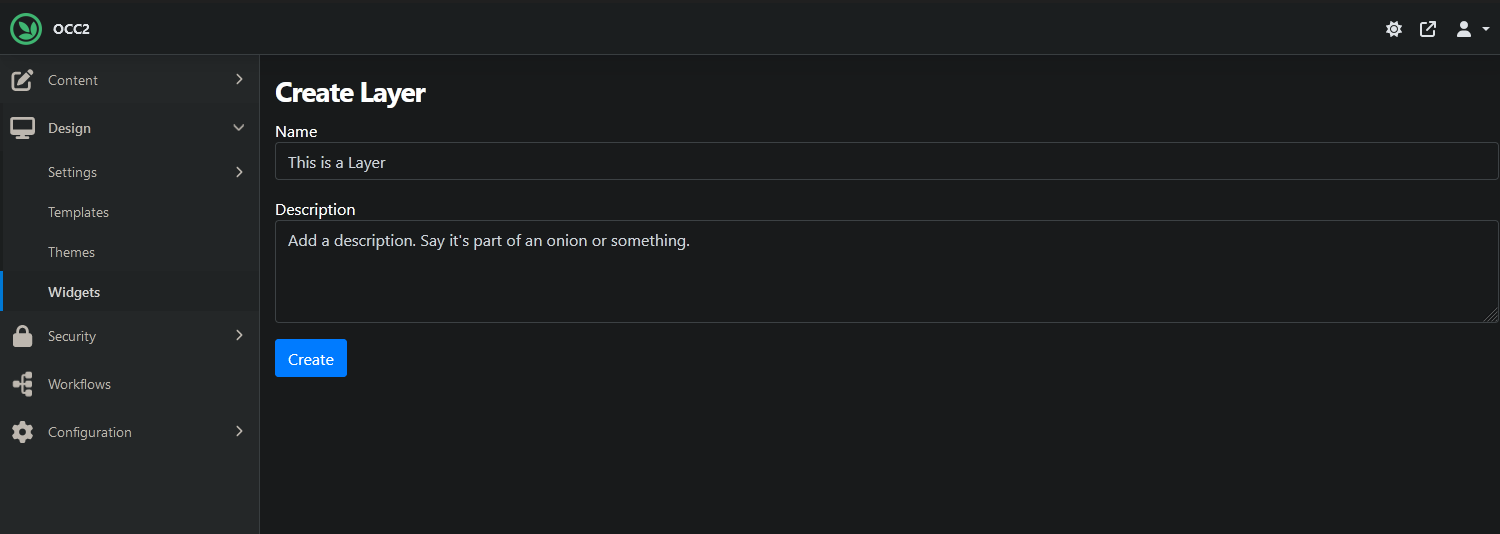 OCC2
Content
Design
Settings
Templates
Themes
Widgets
Security
Workflows
Configuration
Create Layer
Name
This is a Layer
Description
Add a description. Say it's part of an onion or something.
Create